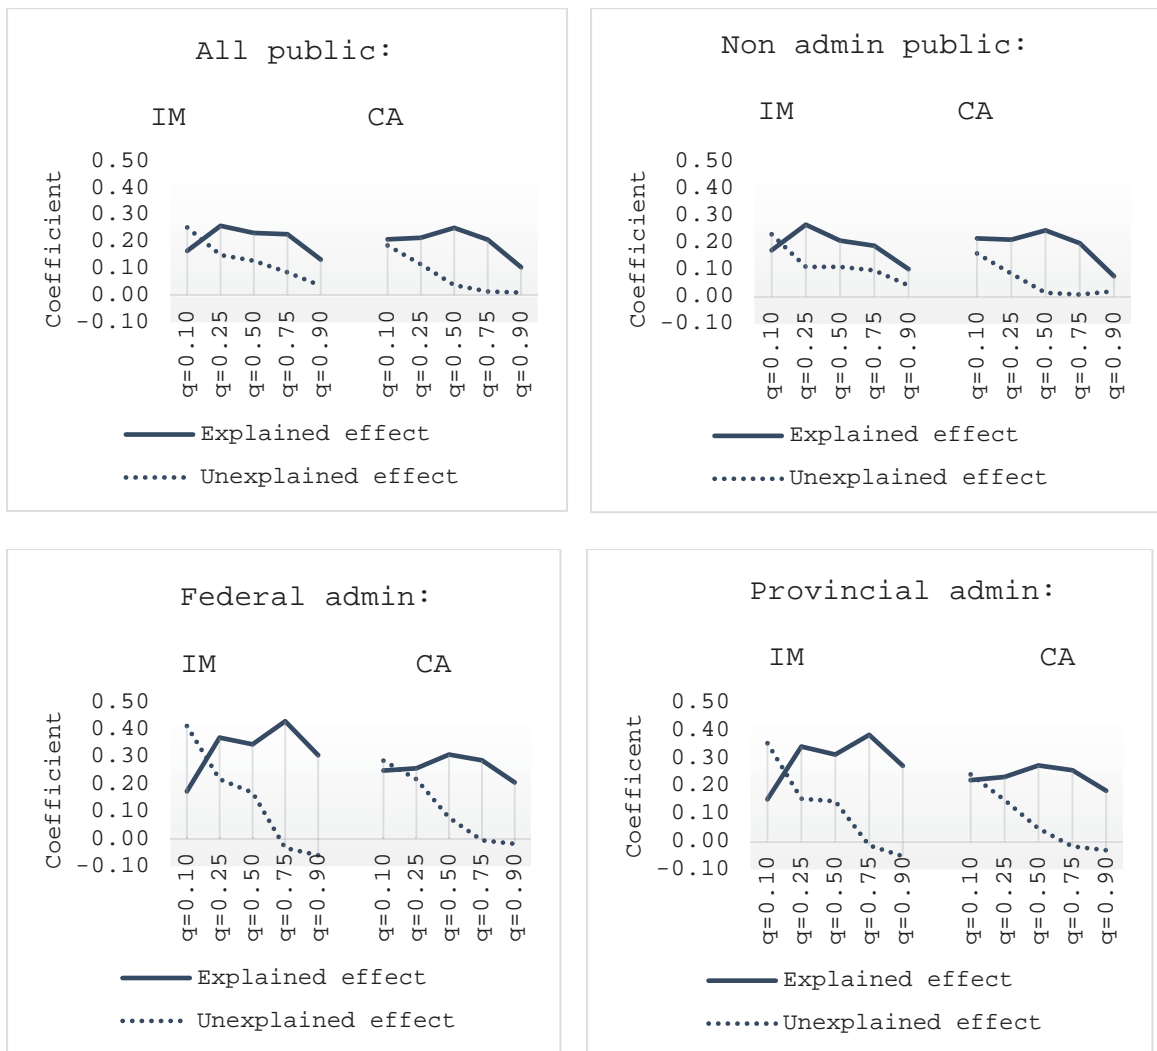 All public:
IM CA
Coefficient
0.50
0.40
0.30
0.20
0.10
0.00
-0.10
q=0.10
q=0.25
q=0.50
q=0.75
q=0.90
q=0.10
q=0.25
q=0.50
q=0.75
q=0.90
Explained effect
Unexplained effect
Non admin public:
IM CA
Coefficient
0.50
0.40
0.30
0.20
0.10
0.00
-0.10
q=0.10
q=0.25
q=0.50
q=0.75
q=0.90
q=0.10
q=0.25
q=0.50
q=0.75
q=0.90
Explained effect
Unexplained effect
Federal admin:
IM CA
Coefficient
0.50
0.40
0.30
0.20
0.10
0.00
-0.10
q=0.10
q=0.25
q=0.50
q=0.75
q=0.90
q=0.10
q=0.25
q=0.50
q=0.75
q=0.90
Explained effect
Unexplained effect
Provincial admin:
IM CA
Coefficient
0.50
0.40
0.30
0.20
0.10
0.00
-0.10
q=0.10
q=0.25
q=0.50
q=0.75
q=0.90
q=0.10
q=0.25
q=0.50
q=0.75
q=0.90
Explained effect
Unexplained effect